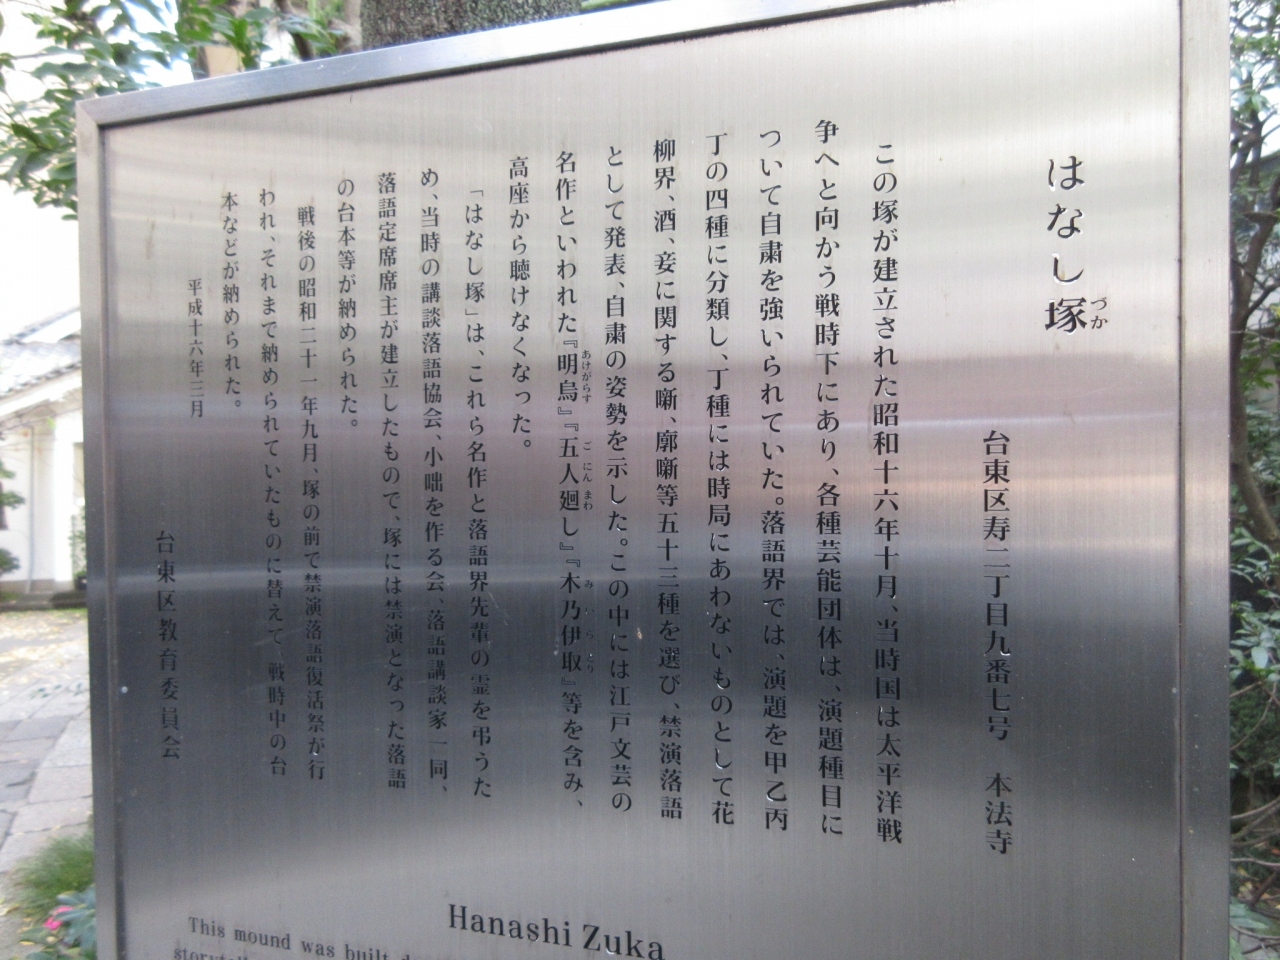 はなし塚
づか
台東区寿二丁目九番七号　本法寺
この塚が建立された昭和十六年十月、当時国は太平洋戦
争へと向かう戦時下にあり、各種芸能団体は、演題種目に
ついて自粛を強いられていた。落語界では、演題を甲乙丙
丁の四種に分類し、丁種には時局にあわないものとして花
柳界、酒、妾に関する噺、廓噺等五十三種を選び、禁演落語
として発表、自粛の姿勢を示した。この中には江戸文芸の
名作といわれた『明烏』『五人廻し』『木乃伊取』等を含み、
あけがらす　ごにんまわ　みいらとり
高座から聴けなくなった。
「はなし塚」は、これら名作と落語界先輩の霊を弔うた
め、当時の講談落語協会、小咄を作る会、落語講談家一同、
落語定席席主が建立したもので、塚には禁演となった落語
の台本等が納められた。
戦後の昭和二十一年九月、塚の前で禁演落語復活祭が行
われ、それまで納められていたものに替えて、戦時中の台
本などが納められた。
平成十六年三月
台東区教育委員会
Hanashi Zuka
This mound was built